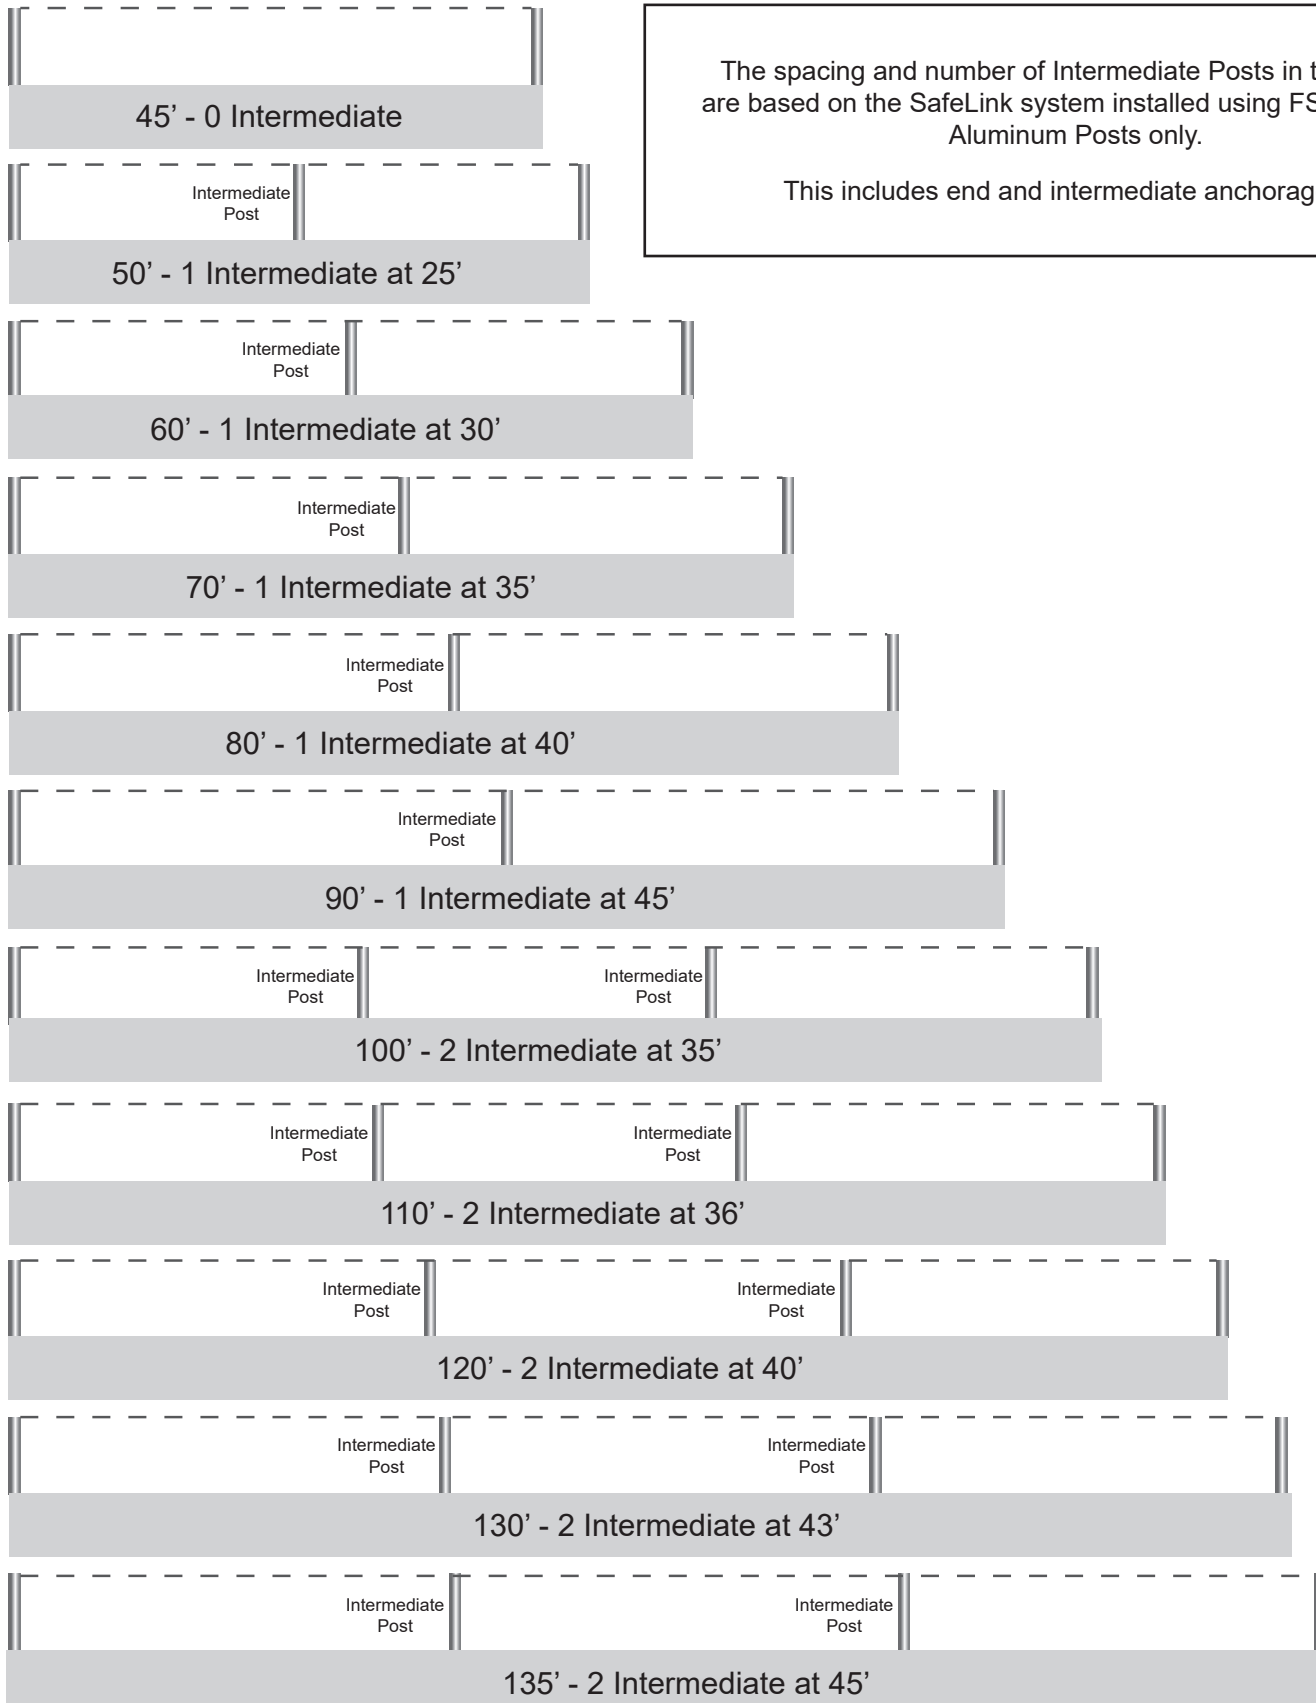 45’ - 0 Intermediate
The spacing and number of Intermediate Posts in
are based on the SafeLink system installed using
Aluminum Posts only.
This includes end and intermediate
Intermediate
Post
50’ - 1 Intermediate at 25’
Intermediate
Post
60’ - 1 Intermediate at 30’
Intermediate
Post
70’ - 1 Intermediate at 35’
Intermediate
Post
80’ - 1 Intermediate at 40’
Intermediate
Post
90’ - 1 Intermediate at 45’
Intermediate
Post
Intermediate
Post
100’ - 2 Intermediate at 35’
Intermediate
Post
Intermediate
Post
110’ - 2 Intermediate at 36’
Intermediate
Post
Intermediate
Post
120’ - 2 Intermediate at 40’
Intermediate
Post
Intermediate
Post
130’ - 2 Intermediate at 43’
Intermediate
Post
Intermediate
Post
135’ - 2 Intermediate at 45’